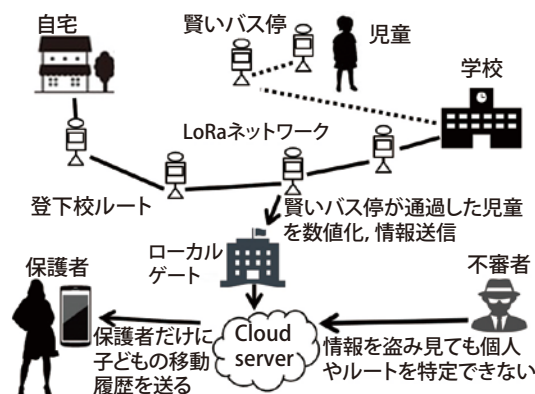 自宅
賢いバス停
児童
学校
LoRaネットワーク
登下校ルート
賢いバス停が通過した児童
を数値化, 情報送信
ローカル
ゲート
保護者
不審者
Cloud
server
保護者だけに
子どもの移動
履歴を送る
情報を盗み見ても個人
やルートを特定できない